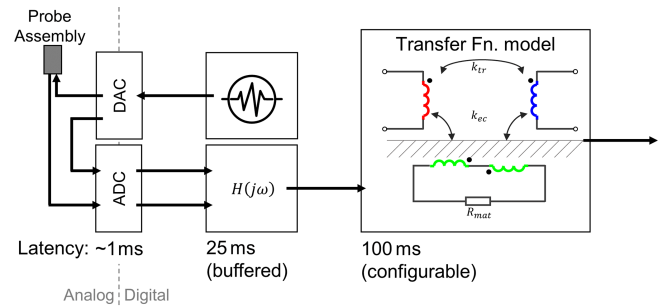 Probe
Assembly
DAC
ADC
H(jω)
Transfer Fn. model
k_tr
k_ec
R_mat
Latency: ~1ms
25 ms
(buffered)
100 ms
(configurable)
Analog Digital